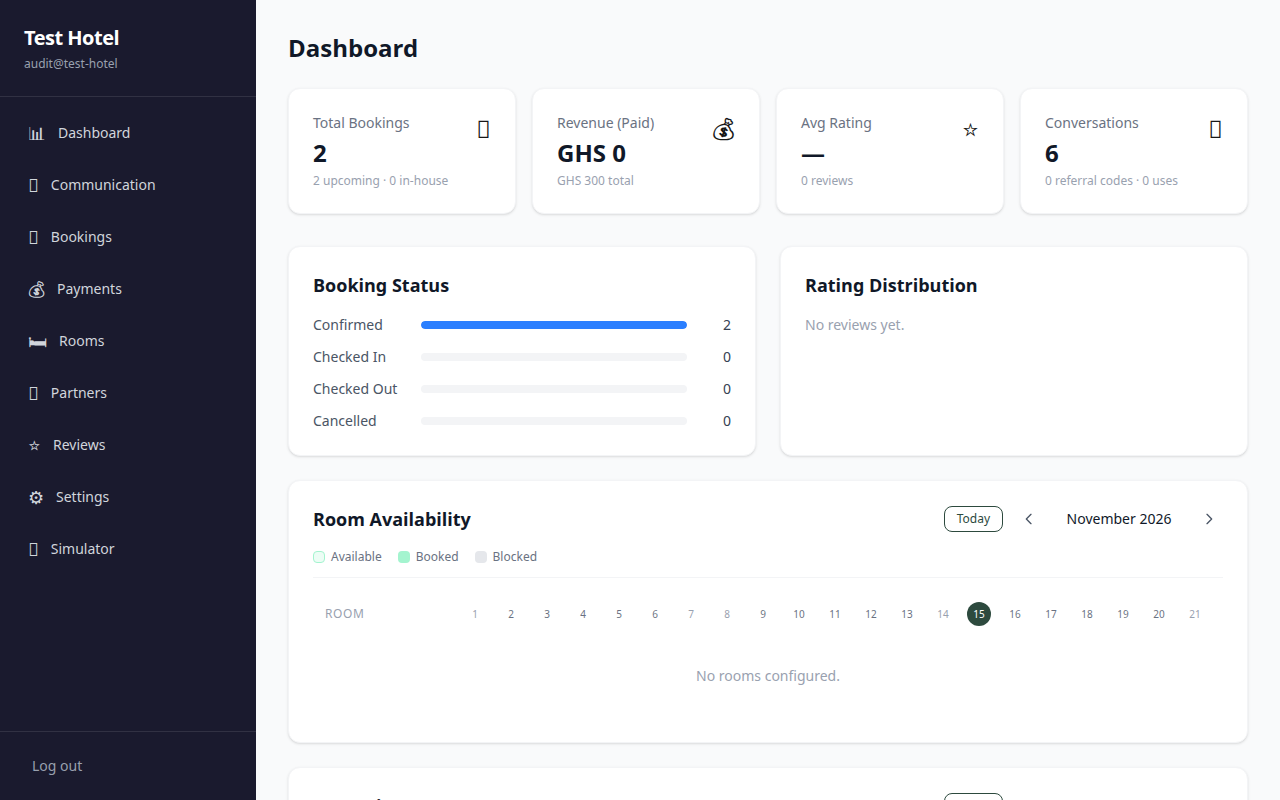 Test Hotel
audit@test-hotel
Dashboard
Communication
Bookings
Payments
Rooms
Partners
Reviews
Settings
Simulator
Log out
Dashboard
Total Bookings
2
2 upcoming · 0 in-house
Revenue (Paid)
GHS 0
GHS 300 total
Avg Rating
—
0 reviews
Conversations
6
0 referral codes · 0 uses
Booking Status
Confirmed 2
Checked In 0
Checked Out 0
Cancelled 0
Rating Distribution
No reviews yet.
Room Availability
Today November 2026
Available Booked Blocked
ROOM 1 2 3 4 5 6 7 8 9 10 11 12 13 14 15 16 17 18 19 20 21
No rooms configured.